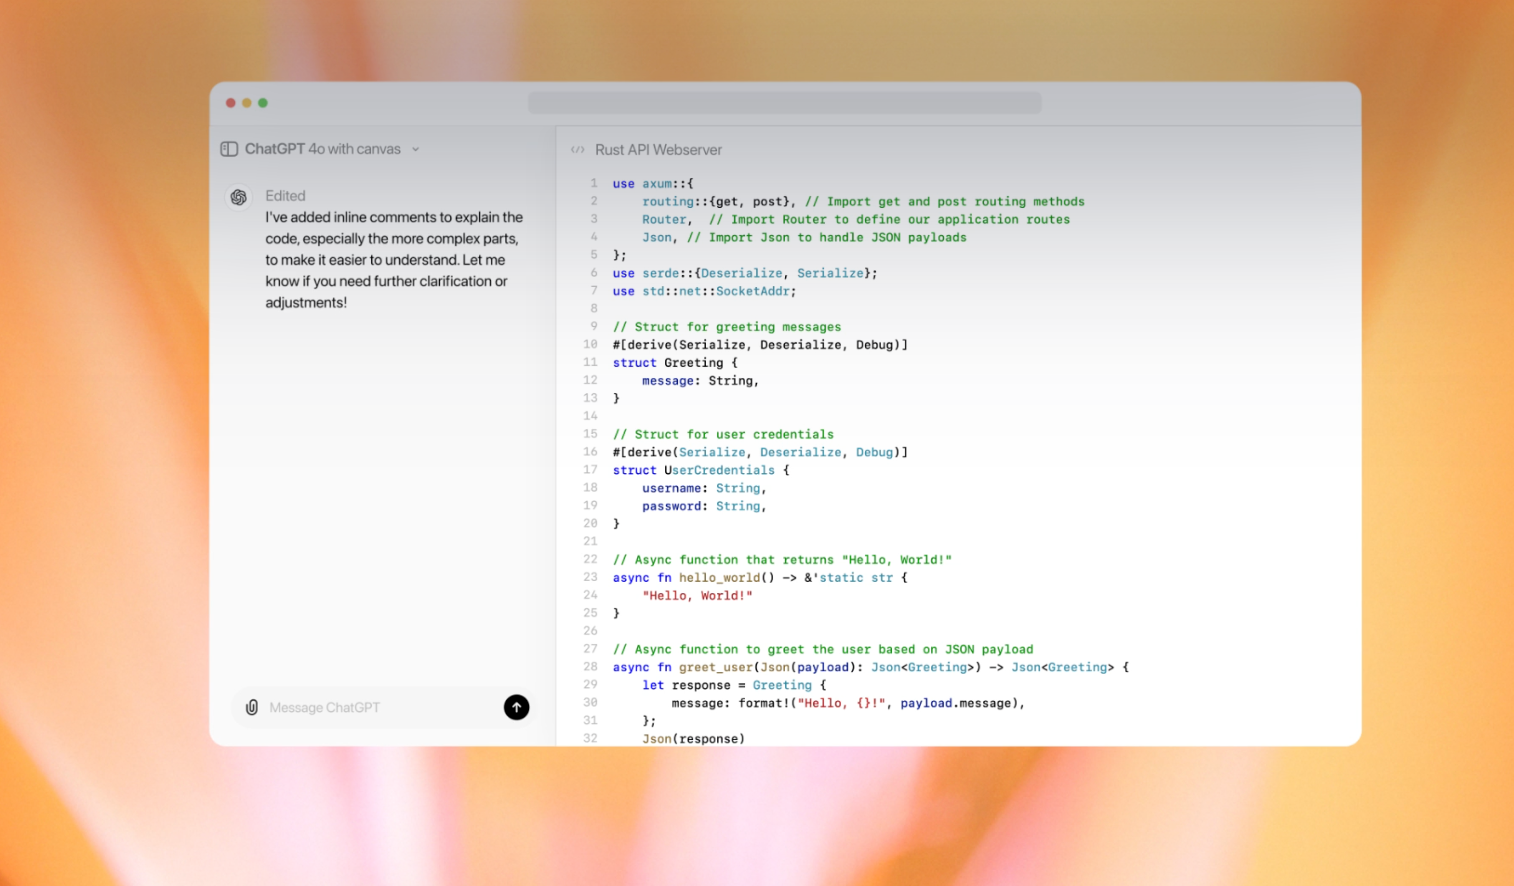 ChatGPT 4o with canvas
Edited
I've added inline comments to explain the
code, especially the more complex parts,
to make it easier to understand. Let me
know if you need further clarification or
adjustments!
Message ChatGPT
Rust API Webserver
1 use axum::{
2     routing::{get, post}, // Import get and post routing methods
3     Router,  // Import Router to define our application routes
4     Json, // Import Json to handle JSON payloads
5 };
6 use serde::{Deserialize, Serialize};
7 use std::net::SocketAddr;
8
9 // Struct for greeting messages
10 #[derive(Serialize, Deserialize, Debug)]
11 struct Greeting {
12     message: String,
13 }
14
15 // Struct for user credentials
16 #[derive(Serialize, Deserialize, Debug)]
17 struct UserCredentials {
18     username: String,
19     password: String,
20 }
21
22 // Async function that returns "Hello, World!"
23 async fn hello_world() -> &'static str {
24     "Hello, World!"
25 }
26
27 // Async function to greet the user based on JSON payload
28 async fn greet_user(Json(payload): Json<Greeting>) -> Json<Greeting> {
29     let response = Greeting {
30         message: format!("Hello, {}!", payload.message),
31     };
32     Json(response)